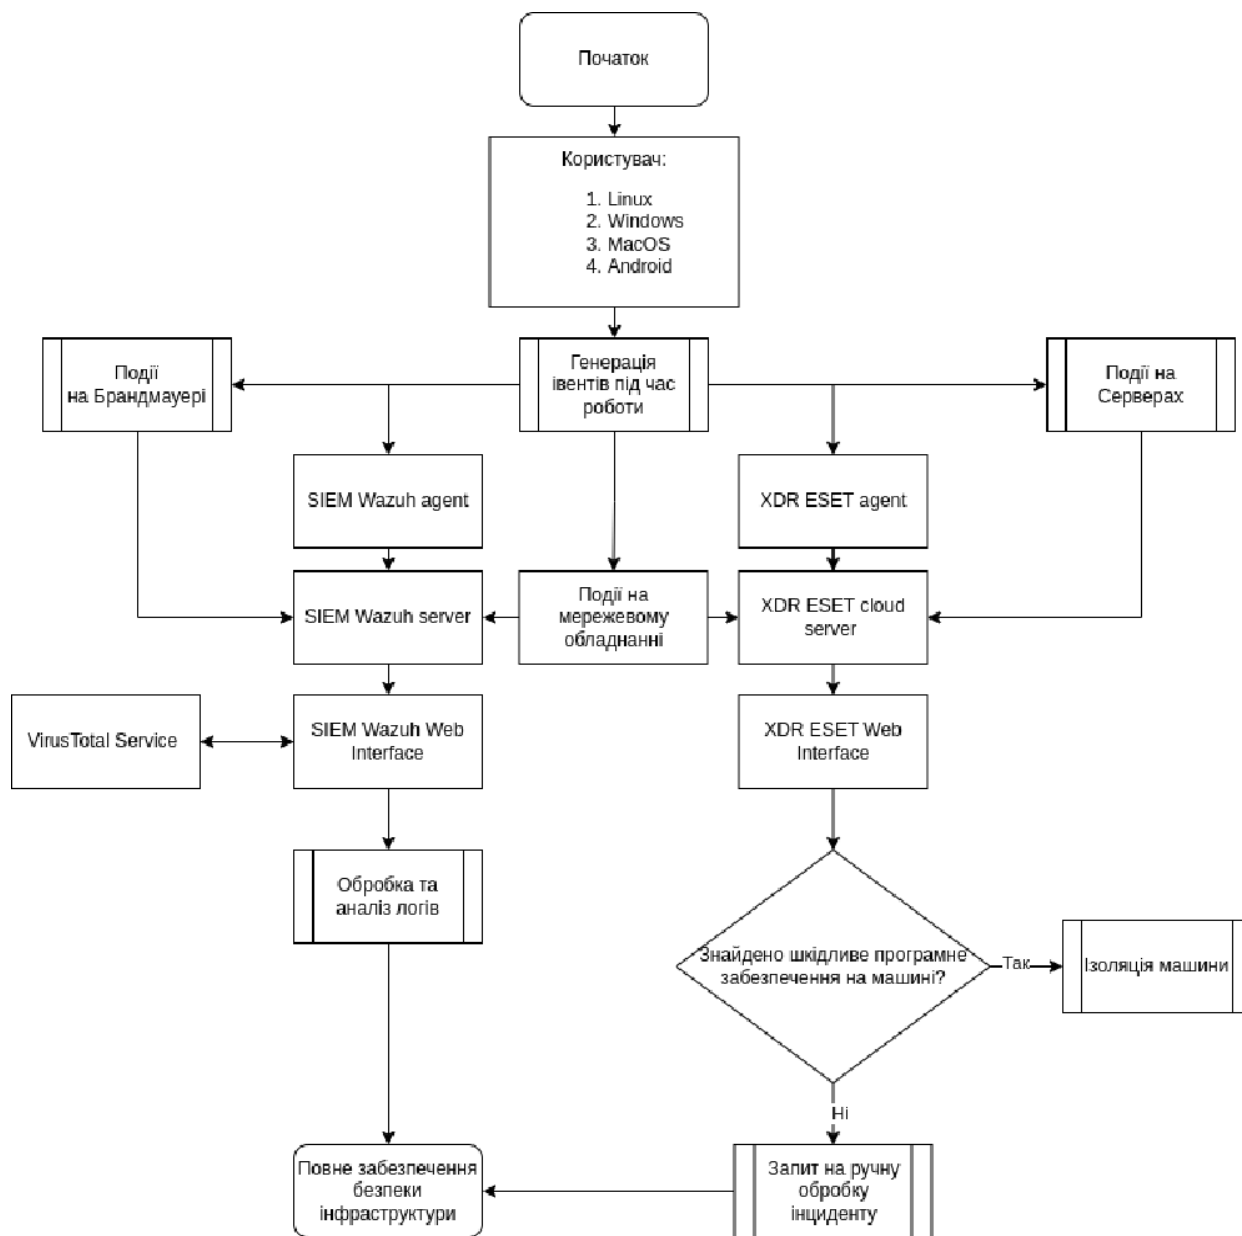 Початок
Користувач:
1. Linux
2. Windows
3. MacOS
4. Android
Події
на Брандмауері
Генерація
івентів під час
роботи
Події на
Серверах
SIEM Wazuh agent
XDR ESET agent
SIEM Wazuh server
Події на
мережевому
обладнанні
XDR ESET cloud
server
VirusTotal Service
SIEM Wazuh Web
Interface
XDR ESET Web
Interface
Обробка та
аналіз логів
Знайдено шкідливе програмне
забезпечення на машині?
Так
Ізоляція машини
Ні
Повне забезпечення
безпеки
інфраструктури
Запит на ручну
обробку
інциденту